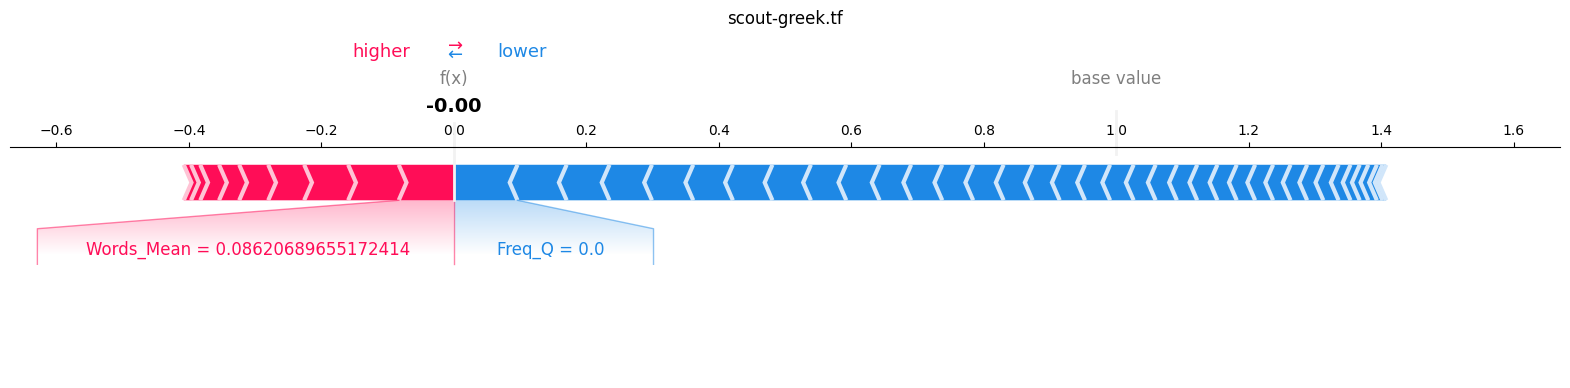 scout-greek.tf
higher ⇄ lower
f(x) base value
-0.00
−0.6 −0.4 −0.2 0.0 0.2 0.4 0.6 0.8 1.0 1.2 1.4 1.6
Words_Mean = 0.08620689655172414 Freq_Q = 0.0